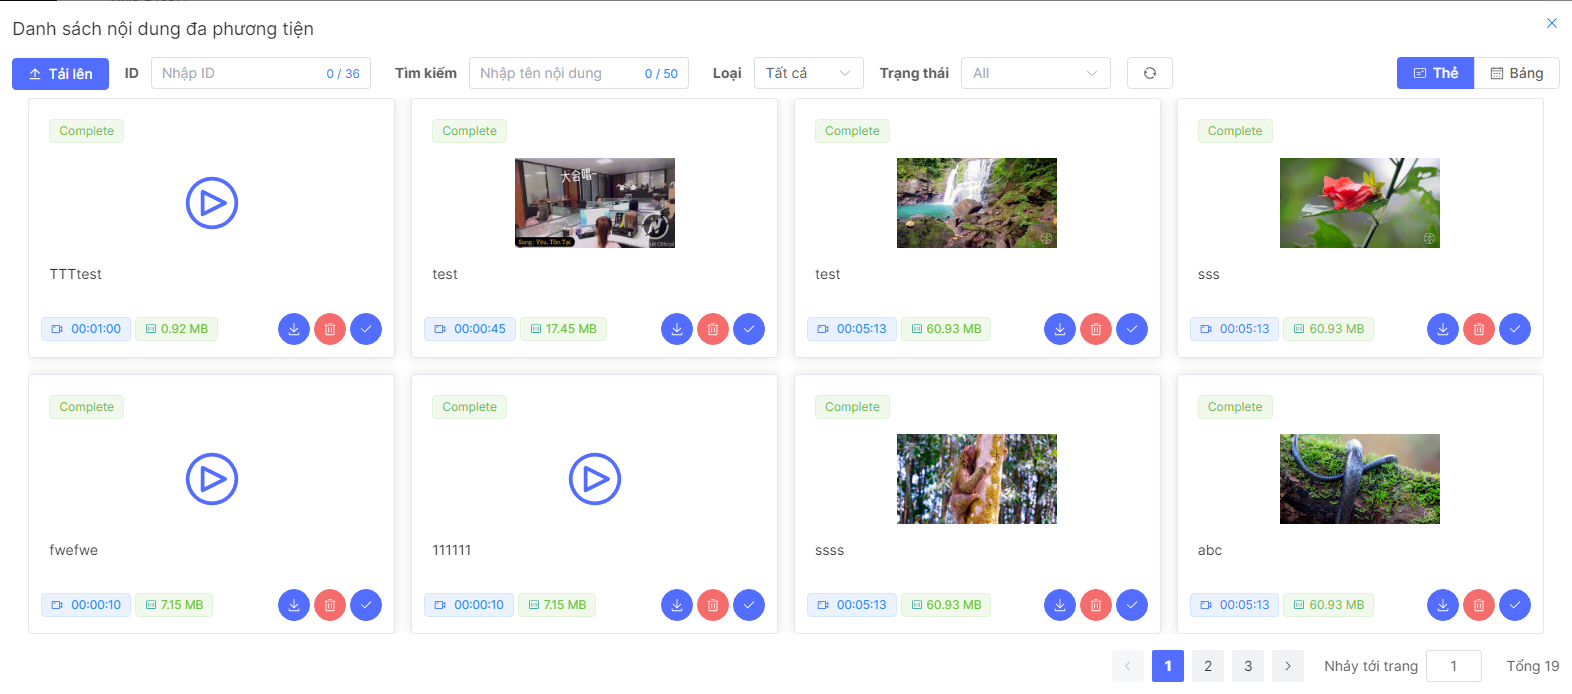 Danh sách nội dung đa phương tiện
Tải lên ID Nhập ID 0 / 36 Tìm kiếm Nhập tên nội dung 0 / 50 Loại Tất cả Trạng thái All Thẻ Bảng
Complete Complete Complete Complete
大会唱~
Song : Yêu, Tồn Tại
TTTtest test test sss
00:01:00 0.92 MB 00:00:45 17.45 MB 00:05:13 60.93 MB 00:05:13 60.93 MB
Complete Complete Complete Complete
fwefwe 111111 ssss abc
00:00:10 7.15 MB 00:00:10 7.15 MB 00:05:13 60.93 MB 00:05:13 60.93 MB
1 2 3 Nhảy tới trang 1 Tổng 19